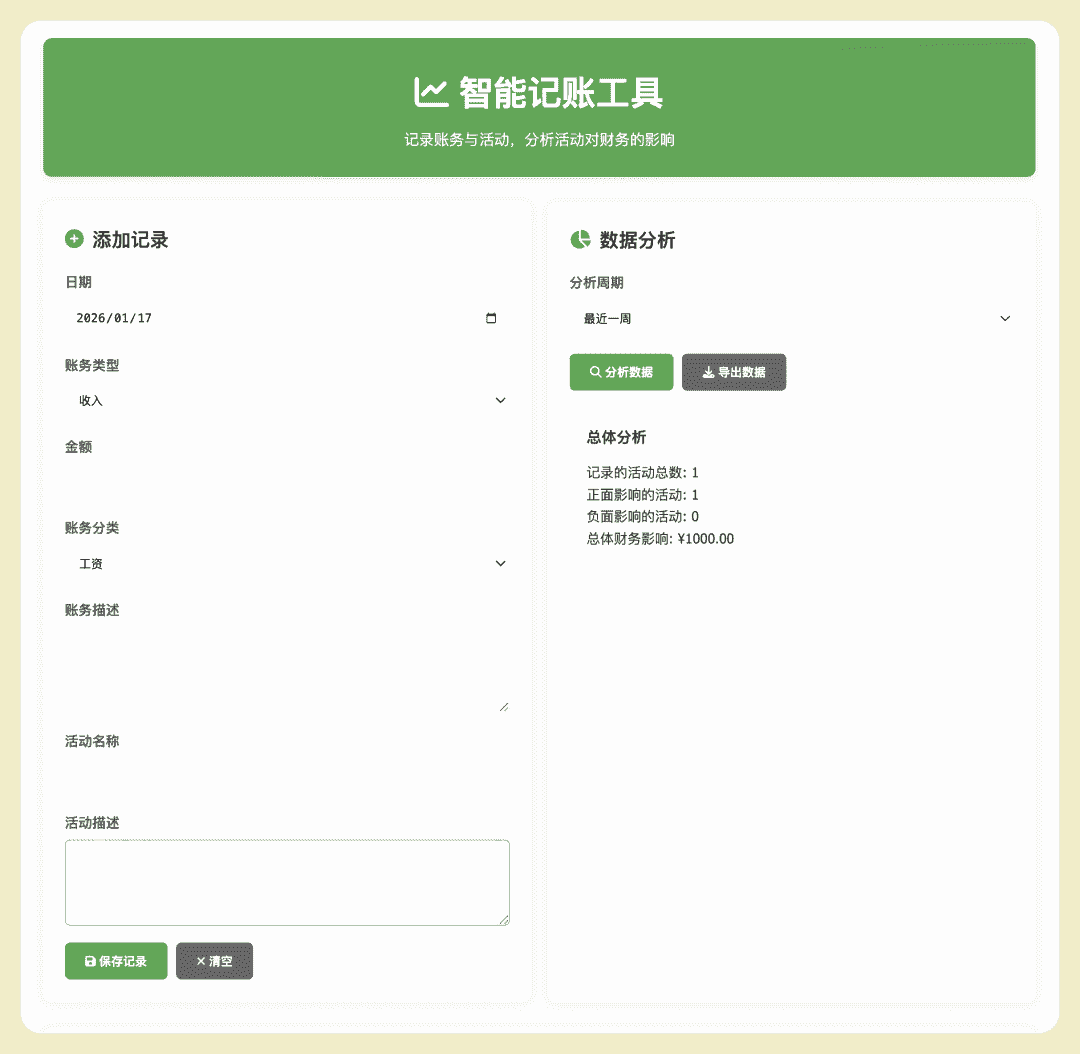 智能记账工具
记录账务与活动，分析活动对财务的影响
添加记录
日期
2026/01/17
账务类型
收入
金额
账务分类
工资
账务描述
活动名称
活动描述
保存记录
清空
数据分析
分析周期
最近一周
分析数据
导出数据
总体分析
记录的活动总数: 1
正面影响的活动: 1
负面影响的活动: 0
总体财务影响: ¥1000.00